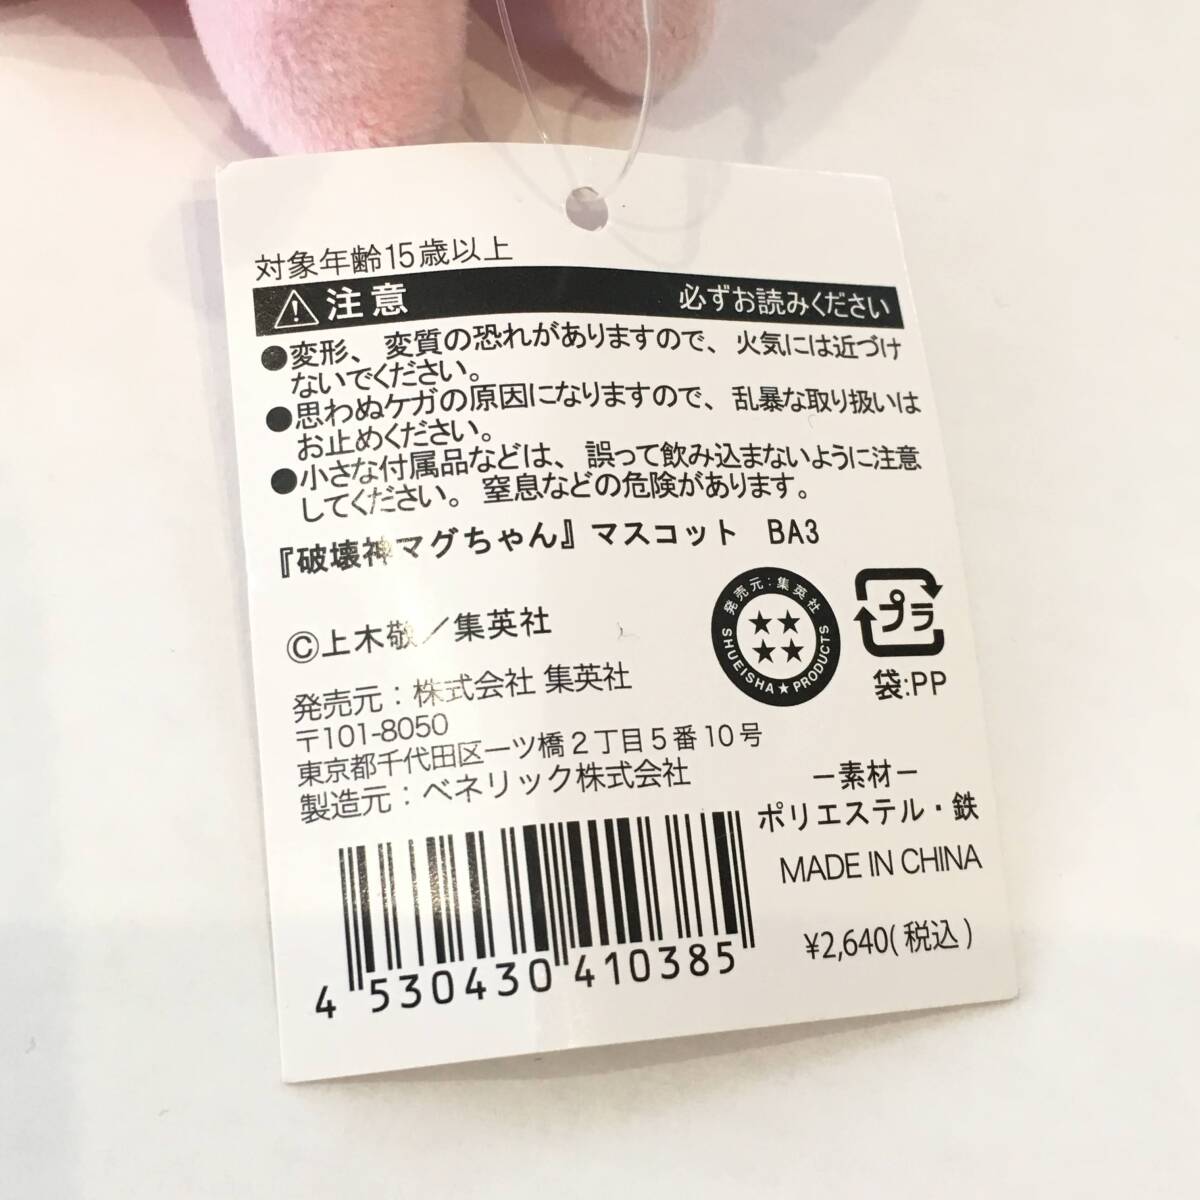 対象年齢15歳以上
注意 必ずお読みください
●変形、変質の恐れがありますので、火気には近づけ
ないでください。
●思わぬケガの原因になりますので、乱暴な取り扱いは
お止めください。
●小さな付属品などは、誤って飲み込まないように注意
してください。窒息などの危険があります。
『破壊神マグちゃん』マスコット BA3
©上木敬／集英社
発売元：集英社
SHUEISHA★PRODUCTS
プラ
袋:PP
発売元：株式会社 集英社
〒101-8050
東京都千代田区一ツ橋2丁目5番10号
製造元：ベネリック株式会社
ー素材ー
ポリエステル・鉄
MADE IN CHINA
¥2,640(税込)
4 530430 410385